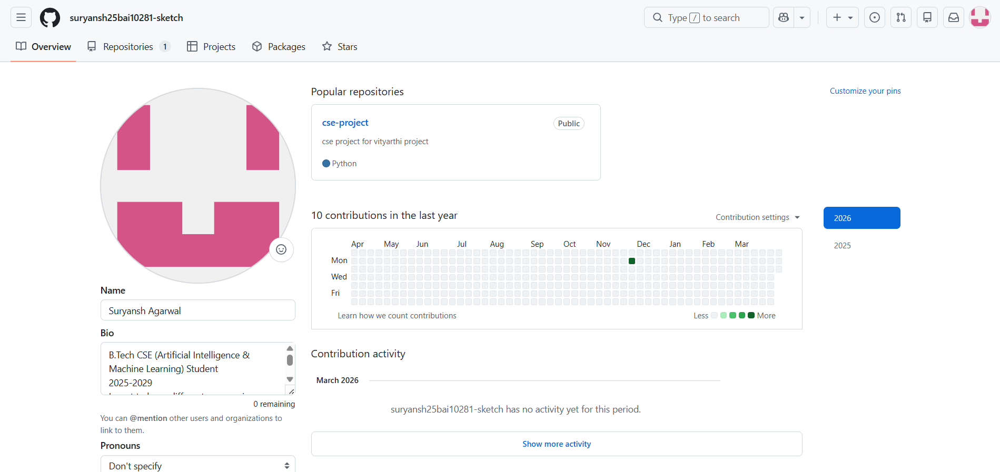 suryansh25bai10281-sketch
Type / to search
Overview
Repositories 1
Projects
Packages
Stars
Popular repositories
Customize your pins
cse-project
Public
cse project for vityarthi project
Python
10 contributions in the last year
Contribution settings
2026
2025
Apr May Jun Jul Aug Sep Oct Nov Dec Jan Feb Mar
Mon
Wed
Fri
Learn how we count contributions
Less More
Name
Suryansh Agarwal
Bio
B.Tech CSE (Artificial Intelligence &
Machine Learning) Student
2025-2029
0 remaining
You can @mention other users and organizations to
link to them.
Pronouns
Don't specify
Contribution activity
March 2026
suryansh25bai10281-sketch has no activity yet for this period.
Show more activity